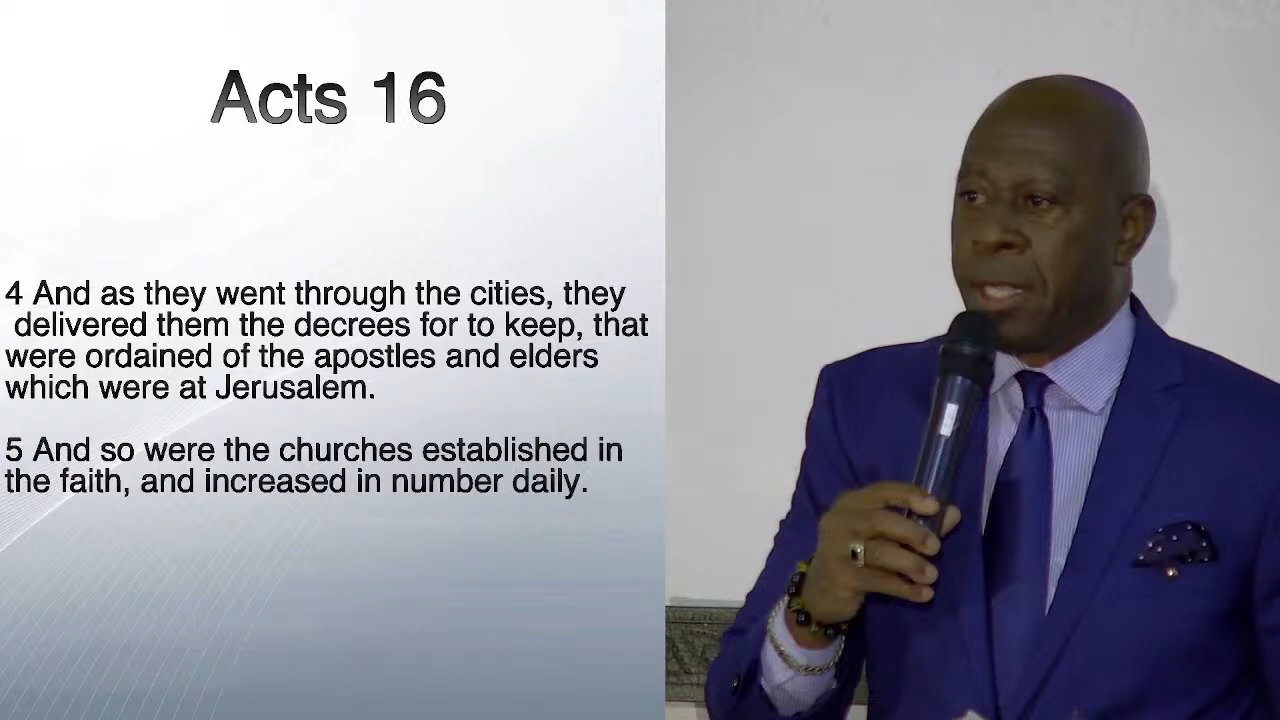 Acts 16
4 And as they went through the cities, they
delivered them the decrees for to keep, that
were ordained of the apostles and elders
which were at Jerusalem.
5 And so were the churches established in
the faith, and increased in number daily.